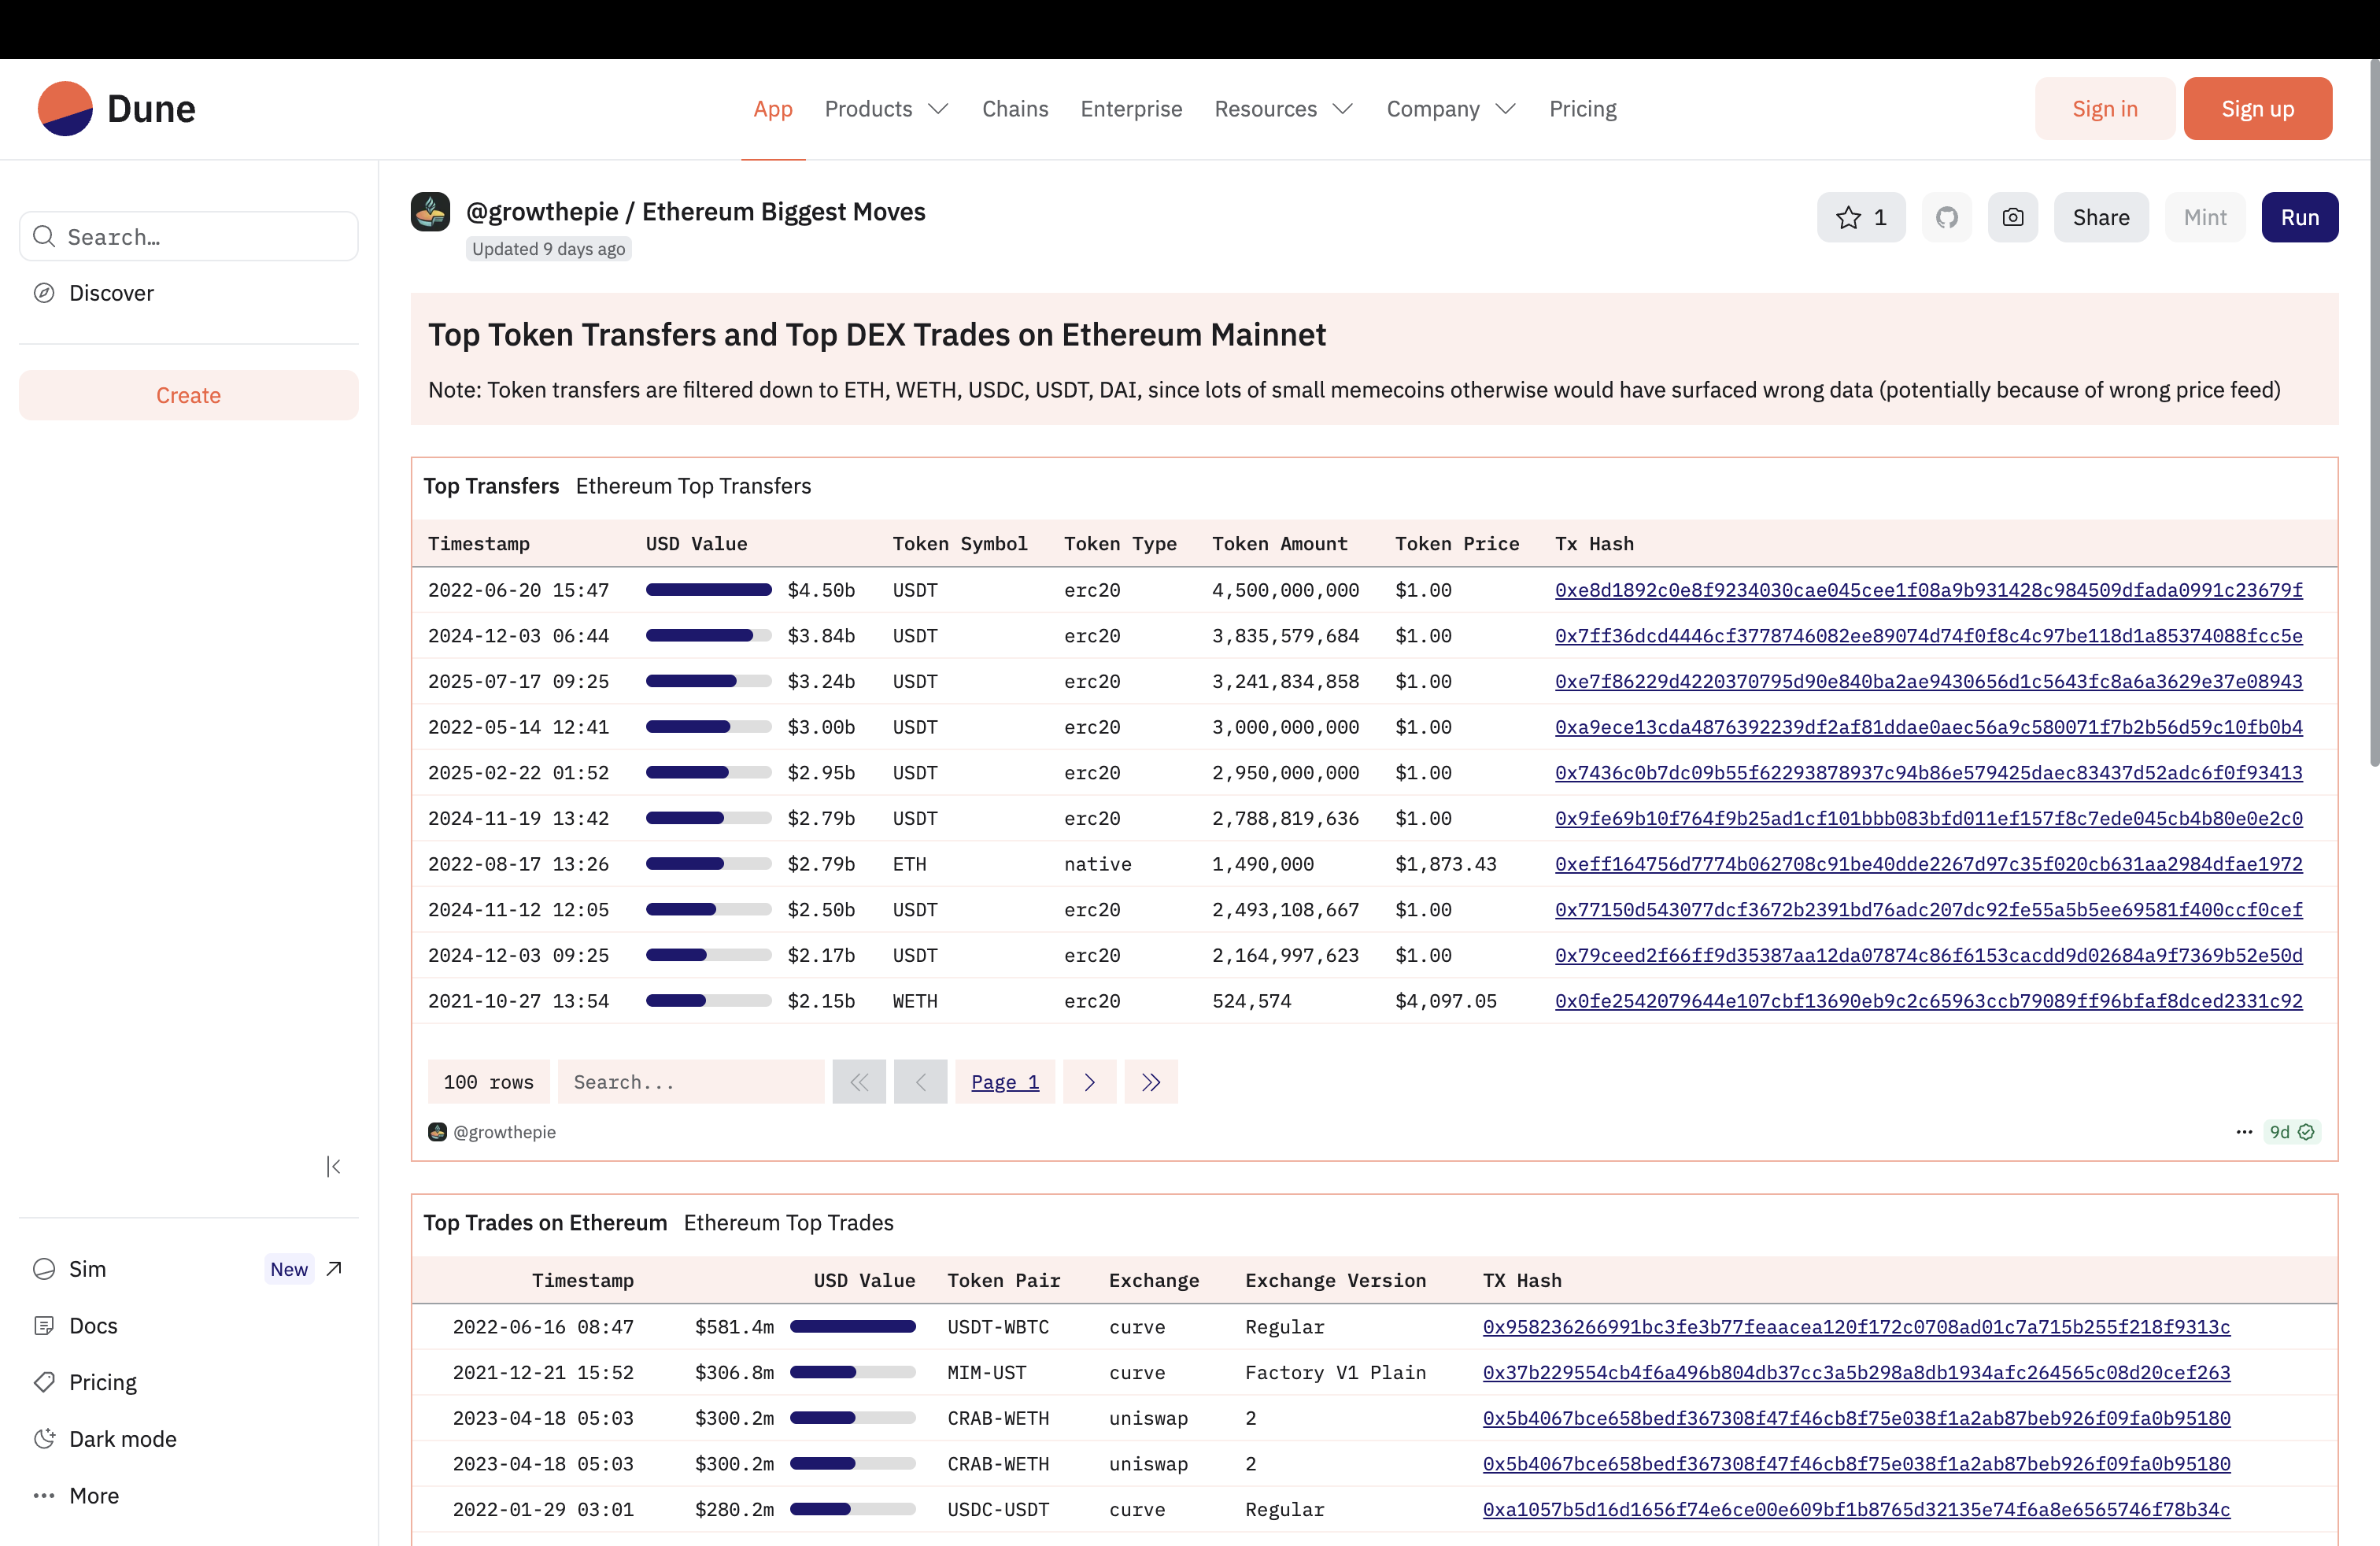 Dune
App Products Chains Enterprise Resources Company Pricing
Sign in Sign up
Search…
Discover
Create
Sim New
Docs
Pricing
Dark mode
More
@growthepie / Ethereum Biggest Moves
Updated 9 days ago
1 Share Mint Run
Top Token Transfers and Top DEX Trades on Ethereum Mainnet
Note: Token transfers are filtered down to ETH, WETH, USDC, USDT, DAI, since lots of small memecoins otherwise would have surfaced wrong data (potentially because of wrong price feed)
Top Transfers Ethereum Top Transfers
Timestamp USD Value Token Symbol Token Type Token Amount Token Price Tx Hash
2022-06-20 15:47 $4.50b USDT erc20 4,500,000,000 $1.00 0xe8d1892c0e8f9234030cae045cee1f08a9b931428c984509dfada0991c23679f
2024-12-03 06:44 $3.84b USDT erc20 3,835,579,684 $1.00 0x7ff36dcd4446cf3778746082ee89074d74f0f8c4c97be118d1a85374088fcc5e
2025-07-17 09:25 $3.24b USDT erc20 3,241,834,858 $1.00 0xe7f86229d4220370795d90e840ba2ae9430656d1c5643fc8a6a3629e37e08943
2022-05-14 12:41 $3.00b USDT erc20 3,000,000,000 $1.00 0xa9ece13cda4876392239df2af81ddae0aec56a9c580071f7b2b56d59c10fb0b4
2025-02-22 01:52 $2.95b USDT erc20 2,950,000,000 $1.00 0x7436c0b7dc09b55f62293878937c94b86e579425daec83437d52adc6f0f93413
2024-11-19 13:42 $2.79b USDT erc20 2,788,819,636 $1.00 0x9fe69b10f764f9b25ad1cf101bbb083bfd011ef157f8c7ede045cb4b80e0e2c0
2022-08-17 13:26 $2.79b ETH native 1,490,000 $1,873.43 0xeff164756d7774b062708c91be40dde2267d97c35f020cb631aa2984dfae1972
2024-11-12 12:05 $2.50b USDT erc20 2,493,108,667 $1.00 0x77150d543077dcf3672b2391bd76adc207dc92fe55a5b5ee69581f400ccf0cef
2024-12-03 09:25 $2.17b USDT erc20 2,164,997,623 $1.00 0x79ceed2f66ff9d35387aa12da07874c86f6153cacdd9d02684a9f7369b52e50d
2021-10-27 13:54 $2.15b WETH erc20 524,574 $4,097.05 0x0fe2542079644e107cbf13690eb9c2c65963ccb79089ff96bfaf8dced2331c92
100 rows Search... Page 1
@growthepie 9d
Top Trades on Ethereum Ethereum Top Trades
Timestamp USD Value Token Pair Exchange Exchange Version TX Hash
2022-06-16 08:47 $581.4m USDT-WBTC curve Regular 0x958236266991bc3fe3b77feaacea120f172c0708ad01c7a715b255f218f9313c
2021-12-21 15:52 $306.8m MIM-UST curve Factory V1 Plain 0x37b229554cb4f6a496b804db37cc3a5b298a8db1934afc264565c08d20cef263
2023-04-18 05:03 $300.2m CRAB-WETH uniswap 2 0x5b4067bce658bedf367308f47f46cb8f75e038f1a2ab87beb926f09fa0b95180
2023-04-18 05:03 $300.2m CRAB-WETH uniswap 2 0x5b4067bce658bedf367308f47f46cb8f75e038f1a2ab87beb926f09fa0b95180
2022-01-29 03:01 $280.2m USDC-USDT curve Regular 0xa1057b5d16d1656f74e6ce00e609bf1b8765d32135e74f6a8e6565746f78b34c